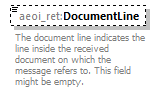 aeoi_ret:DocumentLine
The document line indicates the
line inside the received
document on which the
message refers to. This field
might be empty.